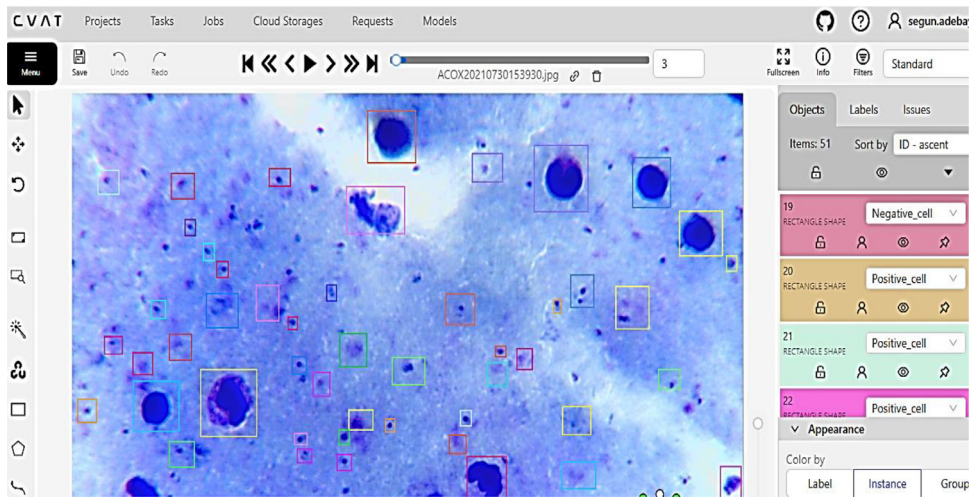 CVAT Projects Tasks Jobs Cloud Storages Requests Models segun.adebay
Menu Save Undo Redo ACOX20210730153930.jpg 3 Fullscreen Info Filters Standard
Objects Labels Issues
Items: 51 Sort by ID - ascent
19 Negative_cell
RECTANGLE SHAPE
20 Positive_cell
RECTANGLE SHAPE
21 Positive_cell
RECTANGLE SHAPE
22 Positive_cell
RECTANGLE SHAPE
Appearance
Color by
Label Instance Group